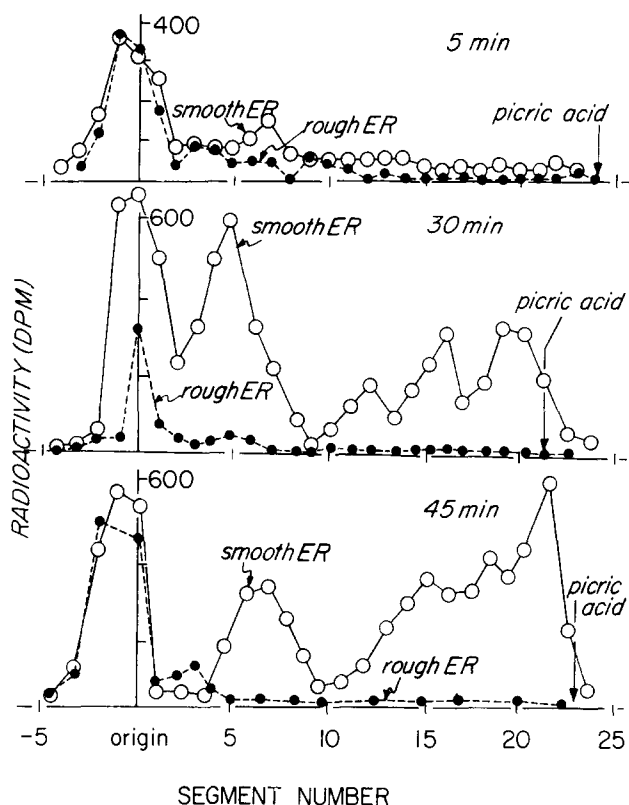 400
5 min
smooth ER
rough ER
picric acid
600
smooth ER
30 min
picric acid
rough ER
RADIOACTIVITY (DPM)
600
45 min
smooth ER
picric
acid
rough ER
-5 origin 5 10 15 20 25
SEGMENT NUMBER